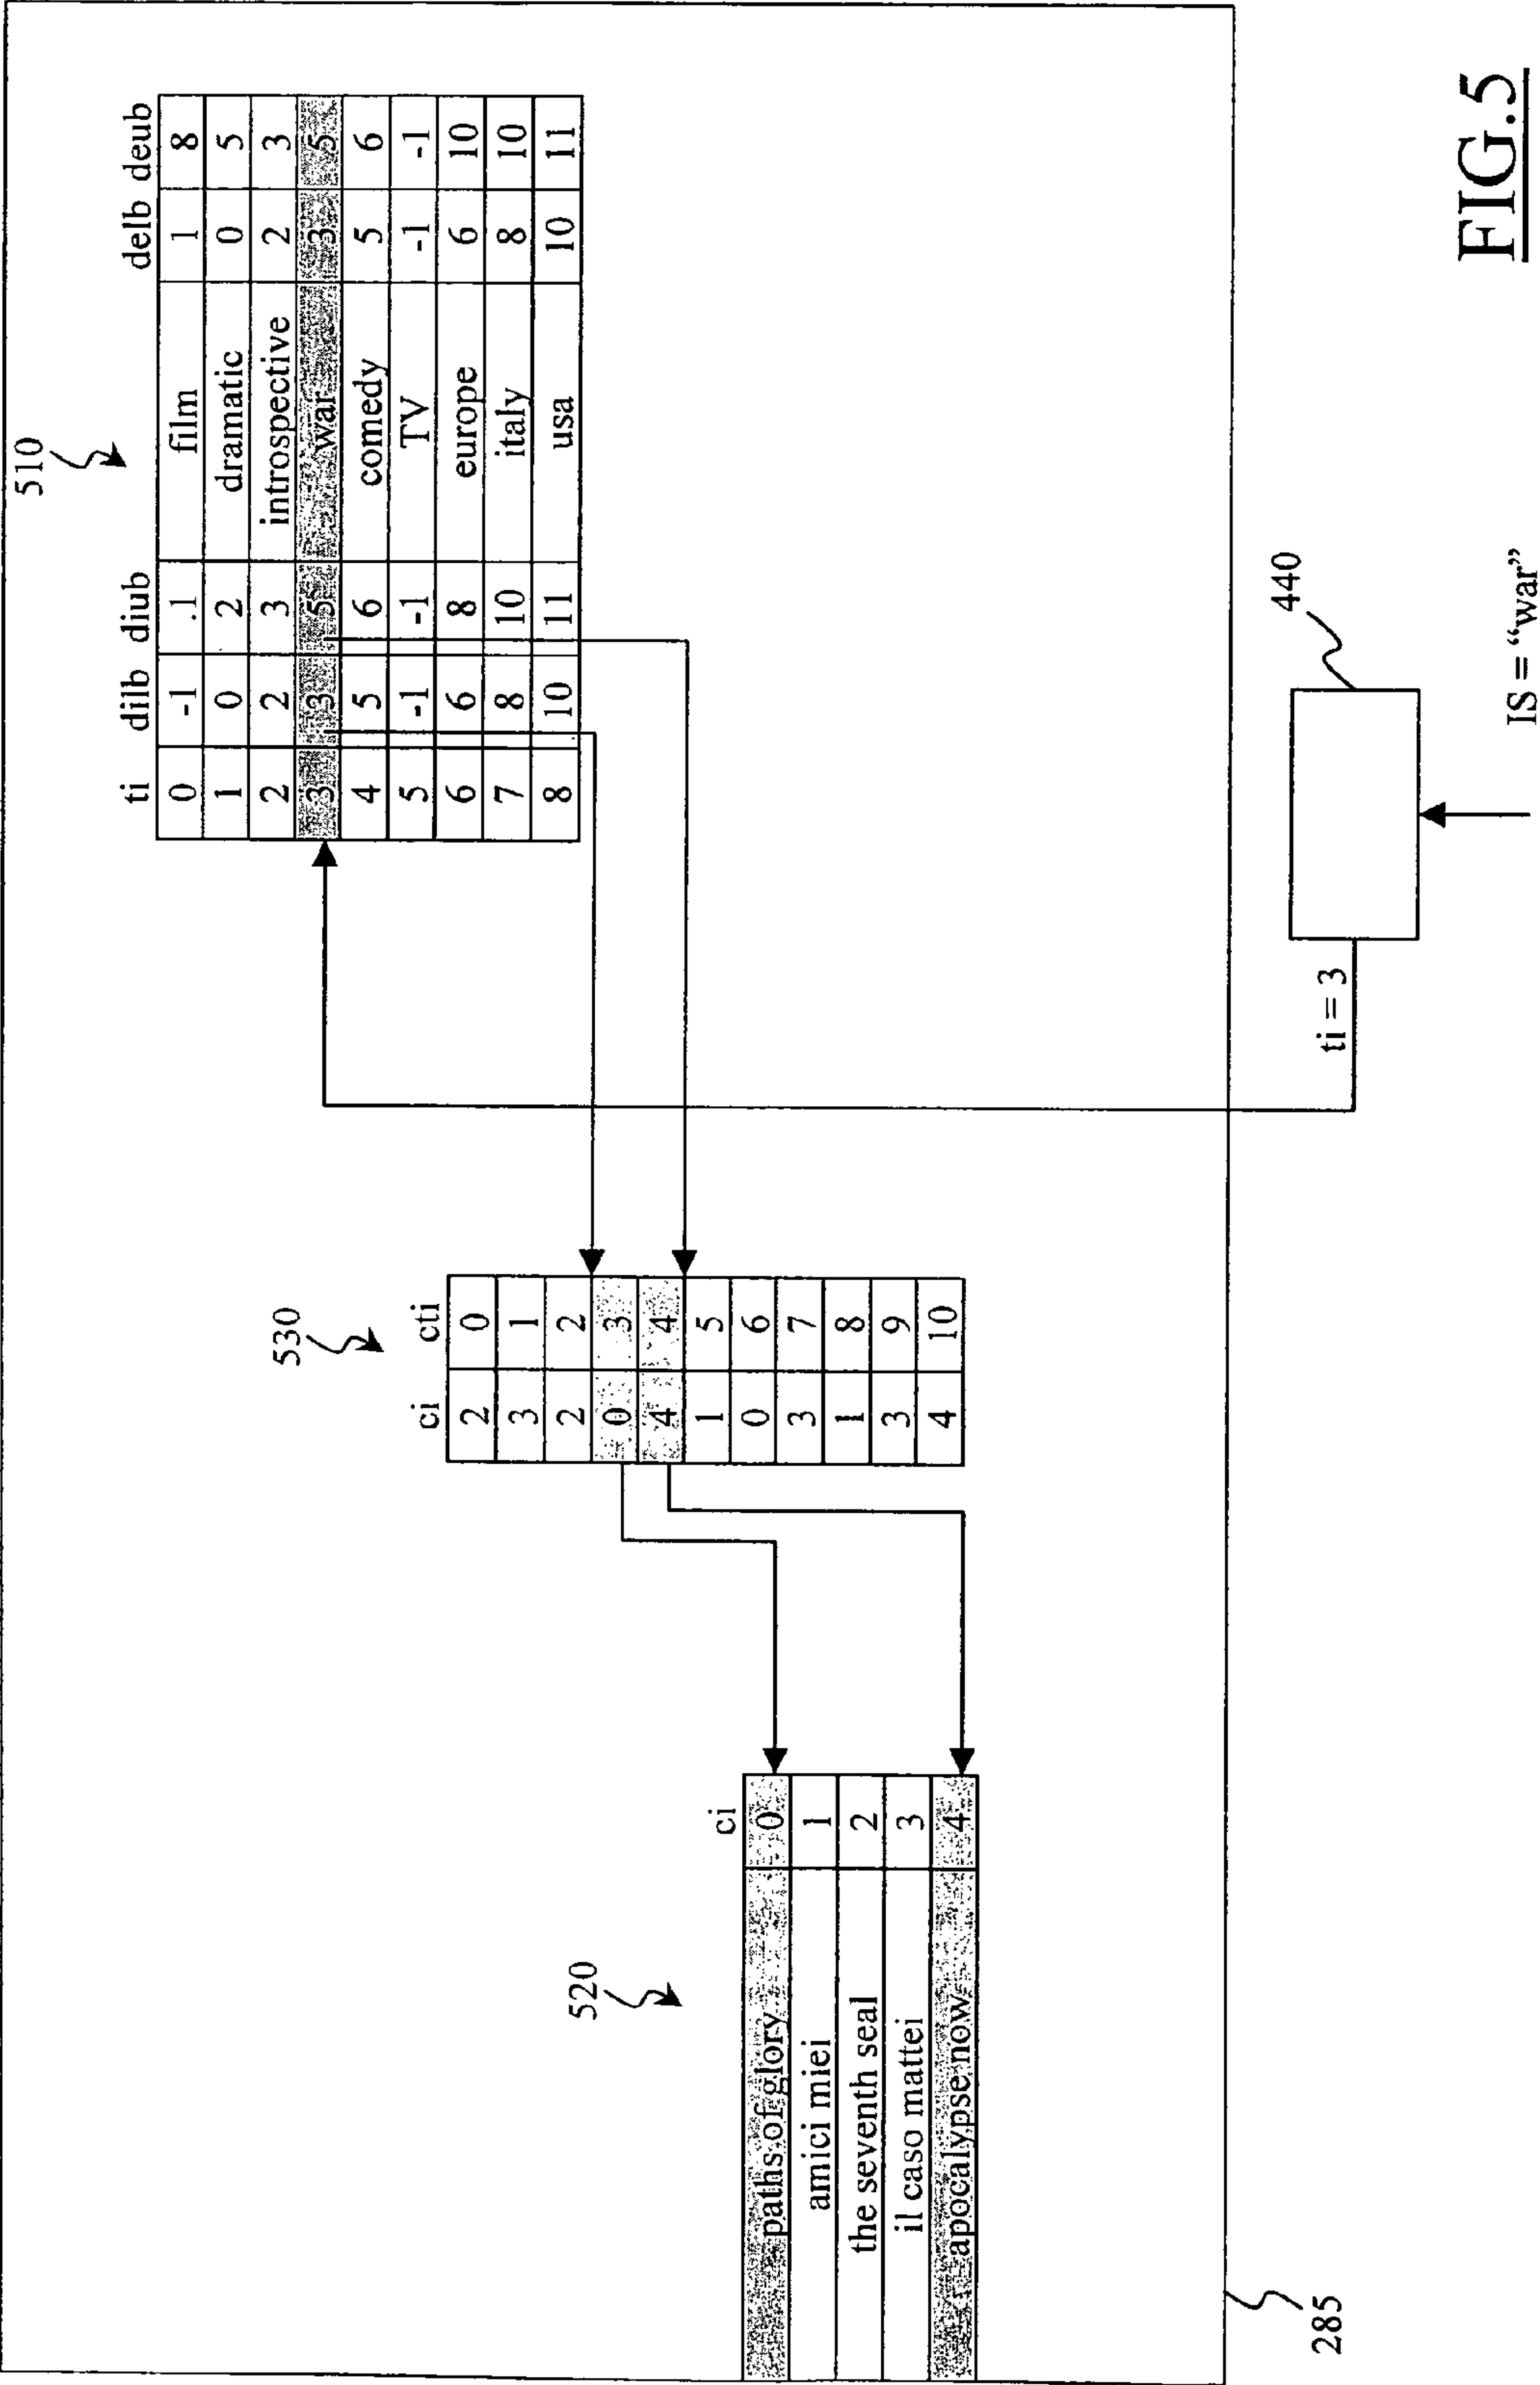 510
ti dilb diub delb deub
0 -1 .1 film 1 8
1 0 2 dramatic 0 5
2 2 3 introspective 2 3
3 3 5 war 3 5
4 5 6 comedy 5 6
5 -1 -1 TV -1 -1
6 6 8 europe 6 10
7 8 10 italy 8 10
8 10 11 usa 10 11
530
ci cti
2 0
3 1
2 2
0 3
4 4
1 5
0 6
3 7
1 8
3 9
4 10
520
ci
paths of glory 0
amici miei 1
the seventh seal 2
il caso mattei 3
apocalypse now 4
285
ti = 3
440
IS = “war”
FIG.5